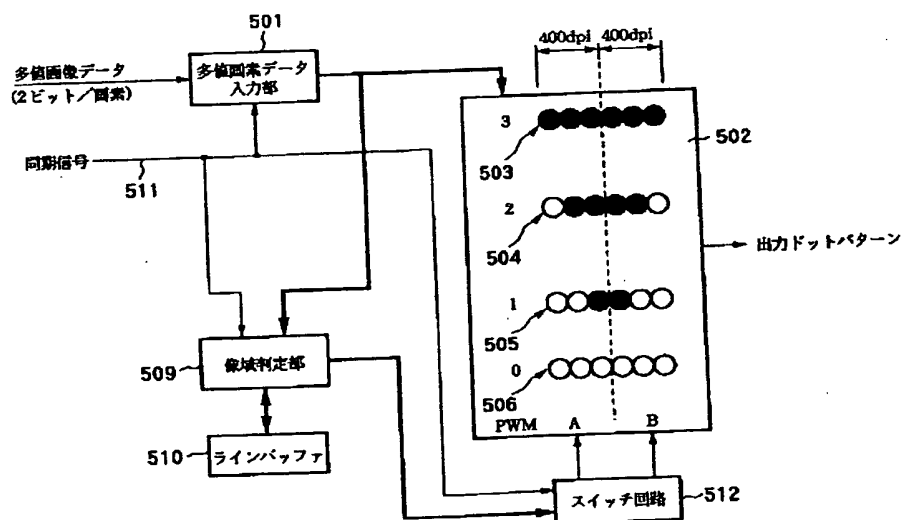 501
400dpi 400dpi
多値画像データ
(2ビット/画素)
多値画素データ
入力部
502
3
503
同期信号
511
2
504
出力ドットパターン
1
505
509
像域判定部
0
506
PWM A B
510
ラインバッファ
スイッチ回路
512